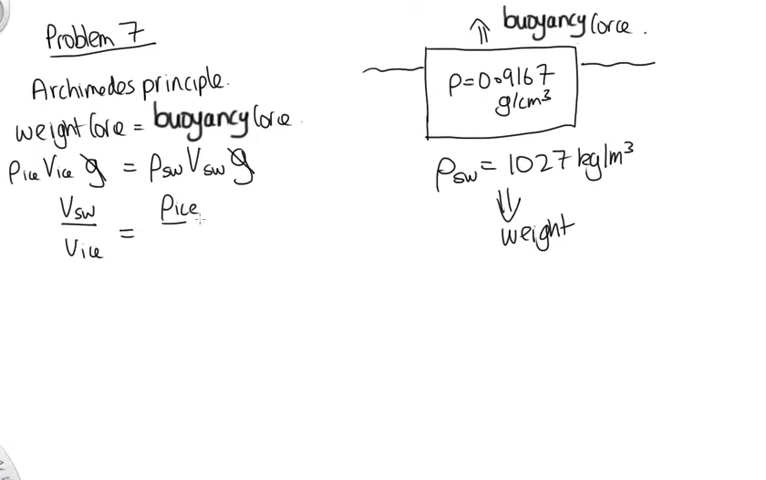 Problem 7
Archimedes principle.
weight force = buoyancy force
ρice Vice g = ρsw Vsw g
Vsw / Vice = ρice
buoyancy force.
ρ=0.9167
g/cm³
ρsw = 1027 kg/m³
weight